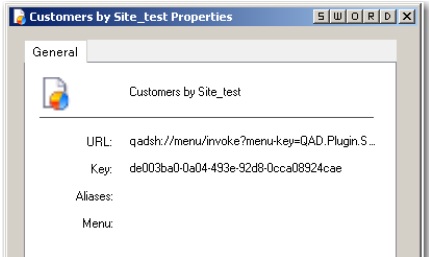 Customers by Site_test Properties
S W O R D X
General
Customers by Site_test
URL: qadsh://menu/invoke?menu-key=QAD.Plugin.S...
Key: de003ba0-0a04-493e-92d8-0cca08924cae
Aliases:
Menu: